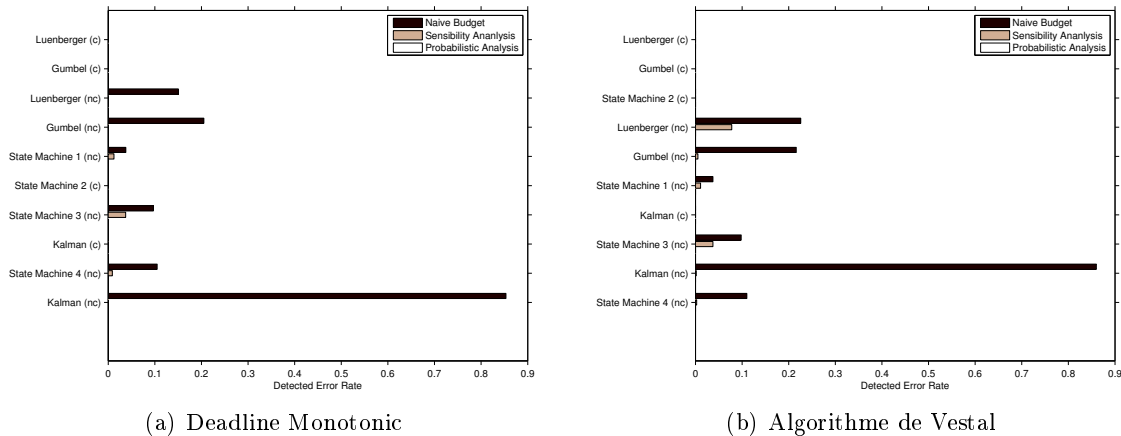 Naive Budget
Sensibility Ananlysis
Probabilistic Analysis
Luenberger (c)
Gumbel (c)
Luenberger (nc)
Gumbel (nc)
State Machine 1 (nc)
State Machine 2 (c)
State Machine 3 (nc)
Kalman (c)
State Machine 4 (nc)
Kalman (nc)
0 0.1 0.2 0.3 0.4 0.5 0.6 0.7 0.8 0.9
Detected Error Rate
(a) Deadline Monotonic
Naive Budget
Sensibility Ananlysis
Probabilistic Analysis
Luenberger (c)
Gumbel (c)
State Machine 2 (c)
Luenberger (nc)
Gumbel (nc)
State Machine 1 (nc)
Kalman (c)
State Machine 3 (nc)
Kalman (nc)
State Machine 4 (nc)
0 0.1 0.2 0.3 0.4 0.5 0.6 0.7 0.8 0.9
Detected Error Rate
(b) Algorithme de Vestal